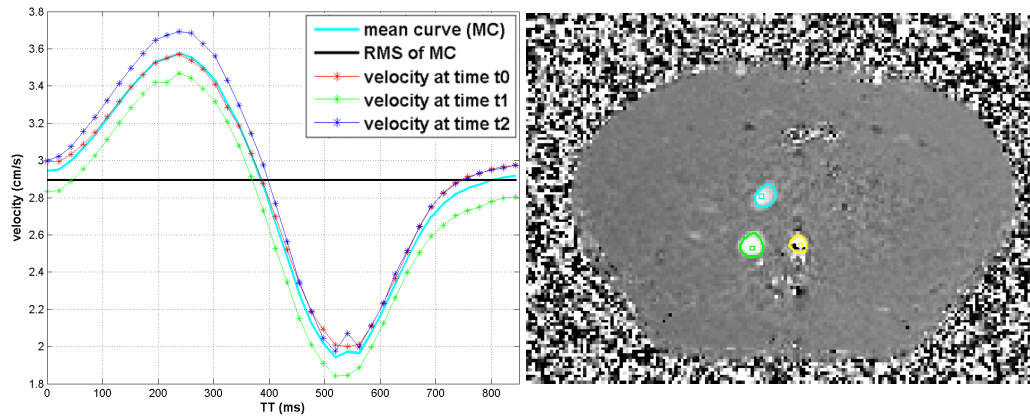 3.8
3.6
3.4
3.2
3
2.8
2.6
2.4
2.2
2
1.8
velocity (cm/s)
mean curve (MC)
RMS of MC
velocity at time t0
velocity at time t1
velocity at time t2
0 100 200 300 400 500 600 700 800
TT (ms)